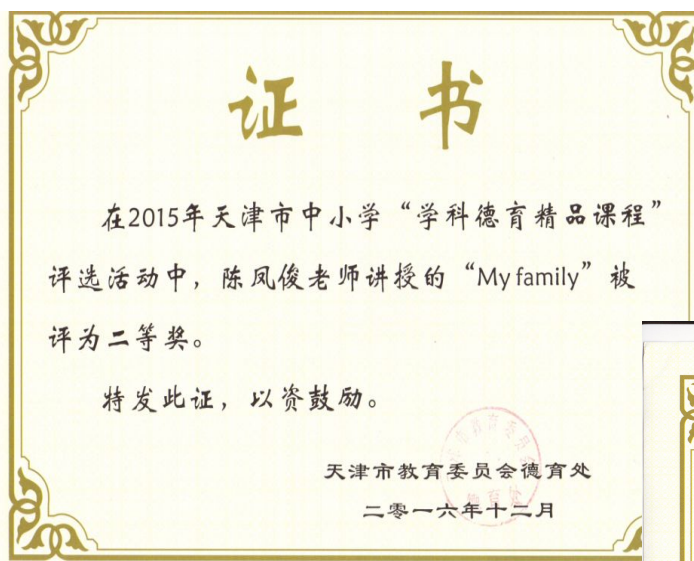 证 书
在2015年天津市中小学“学科德育精品课程”
评选活动中，陈凤俊老师讲授的“My family”被
评为二等奖。
特发此证，以资鼓励。
天津市教育委员会德育处
二零一六年十二月